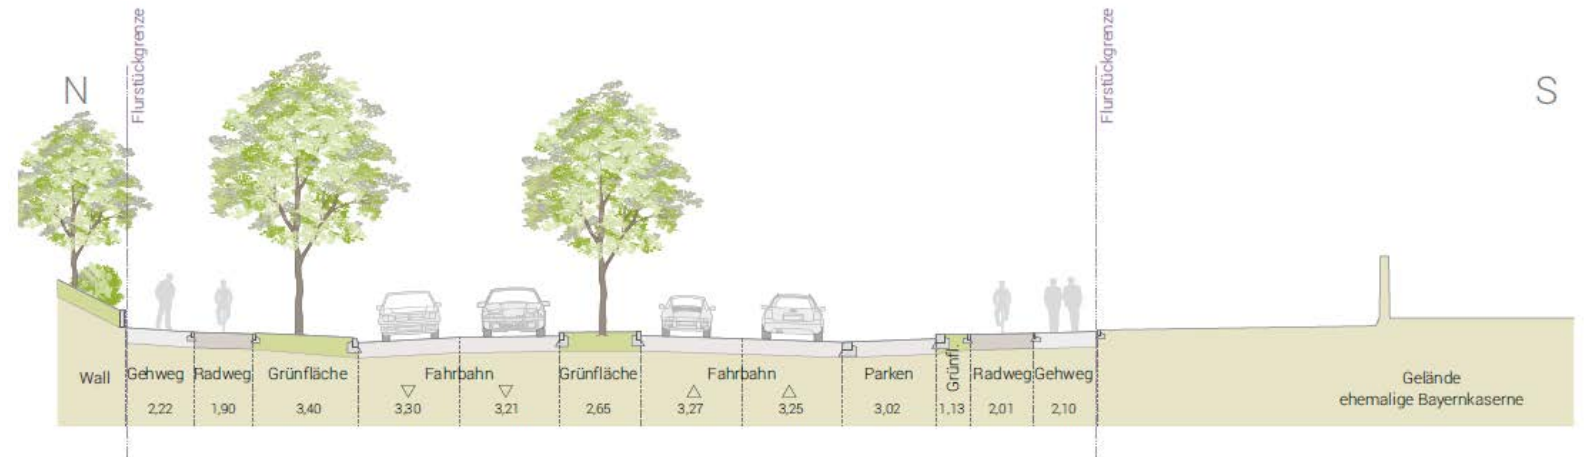 N
Flurstückgrenze
Flurstückgrenze
S
Wall
Gehweg
2,22
Radweg
1,90
Grünfläche
3,40
Fahrbahn
3,30
3,21
Grünfläche
2,65
Fahrbahn
3,27
3,25
Parken
3,02
Grünfl.
1,13
Radweg
2,01
Gehweg
2,10
Gelände
ehemalige Bayernkaserne